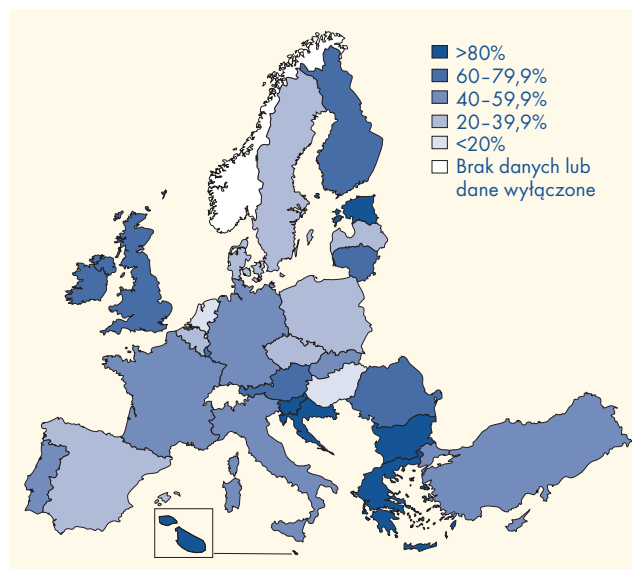 >80%
60–79,9%
40–59,9%
20–39,9%
<20%
Brak danych lub
dane wyłączone